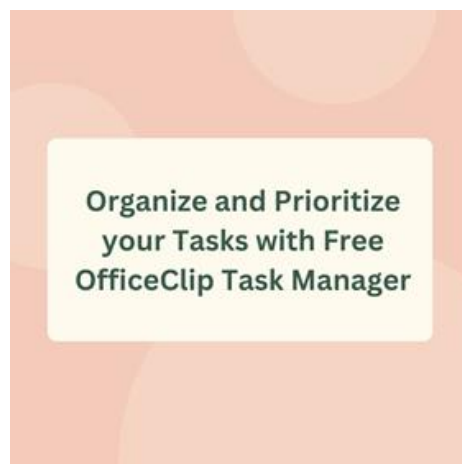 Organize and Prioritize
your Tasks with Free
OfficeClip Task Manager